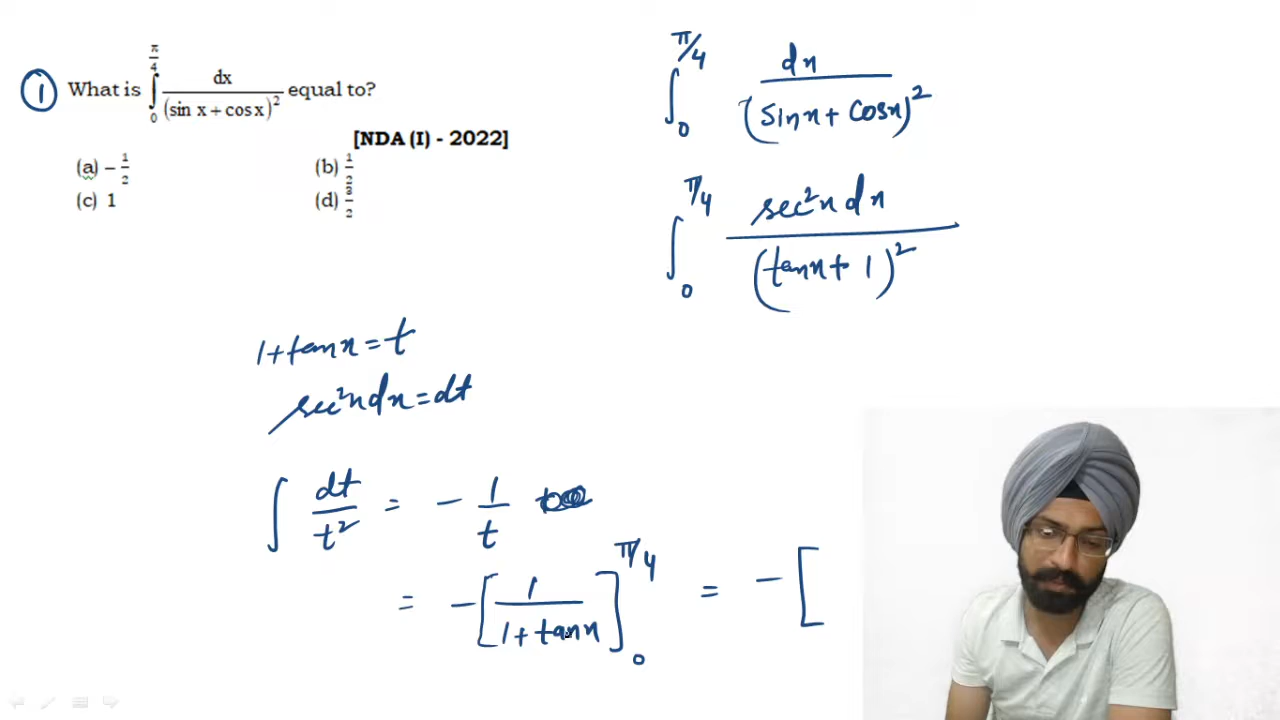 ① What is ∫₀^(π/4) dx/(sin x + cos x)² equal to?
[NDA (I) - 2022]
(a) – 1/2 (b) 1/2
(c) 1 (d) 3/2
∫₀^(π/4) dx/(sinx + cosx)²
∫₀^(π/4) sec²x dx/(tanx + 1)²
1+tanx = t
sec²x dx = dt
∫ dt/t² = - 1/t
= - [1/(1+tanx)]₀^(π/4) = - [